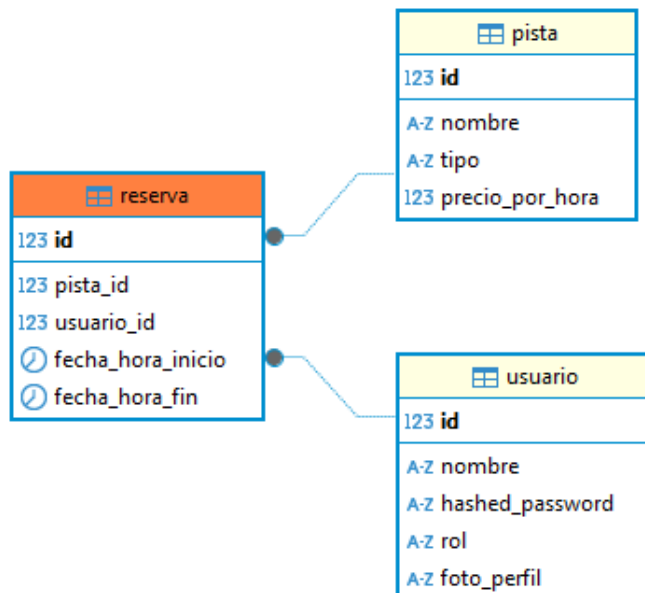 pista
123 id
A-Z nombre
A-Z tipo
123 precio_por_hora
reserva
123 id
123 pista_id
123 usuario_id
fecha_hora_inicio
fecha_hora_fin
usuario
123 id
A-Z nombre
A-Z hashed_password
A-Z rol
A-Z foto_perfil